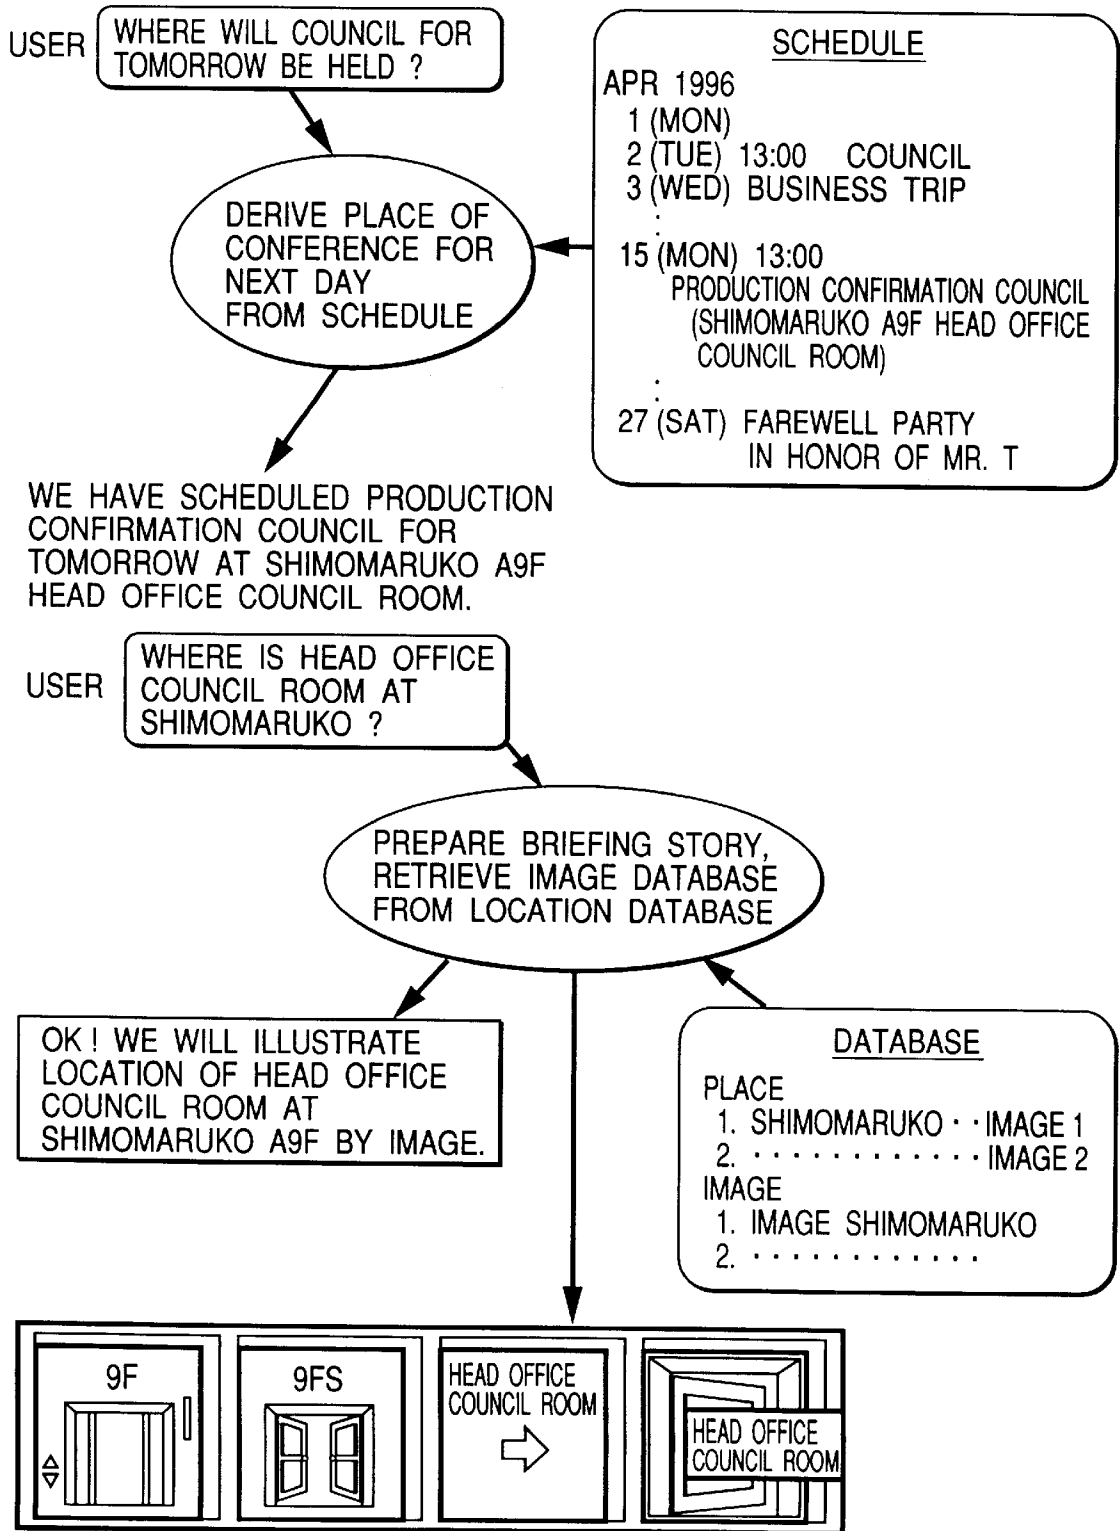 USER
WHERE WILL COUNCIL FOR
TOMORROW BE HELD ?
SCHEDULE
APR 1996
1 (MON)
2 (TUE) 13:00 COUNCIL
3 (WED) BUSINESS TRIP
:
15 (MON) 13:00
PRODUCTION CONFIRMATION COUNCIL
(SHIMOMARUKO A9F HEAD OFFICE
COUNCIL ROOM)
:
27 (SAT) FAREWELL PARTY
IN HONOR OF MR. T
DERIVE PLACE OF
CONFERENCE FOR
NEXT DAY
FROM SCHEDULE
WE HAVE SCHEDULED PRODUCTION
CONFIRMATION COUNCIL FOR
TOMORROW AT SHIMOMARUKO A9F
HEAD OFFICE COUNCIL ROOM.
USER
WHERE IS HEAD OFFICE
COUNCIL ROOM AT
SHIMOMARUKO ?
PREPARE BRIEFING STORY,
RETRIEVE IMAGE DATABASE
FROM LOCATION DATABASE
OK ! WE WILL ILLUSTRATE
LOCATION OF HEAD OFFICE
COUNCIL ROOM AT
SHIMOMARUKO A9F BY IMAGE.
DATABASE
PLACE
1. SHIMOMARUKO · · IMAGE 1
2. · · · · · · · · · · · · IMAGE 2
IMAGE
1. IMAGE SHIMOMARUKO
2. · · · · · · · · · · · ·
9F
9FS
HEAD OFFICE
COUNCIL ROOM
HEAD OFFICE
COUNCIL ROOM